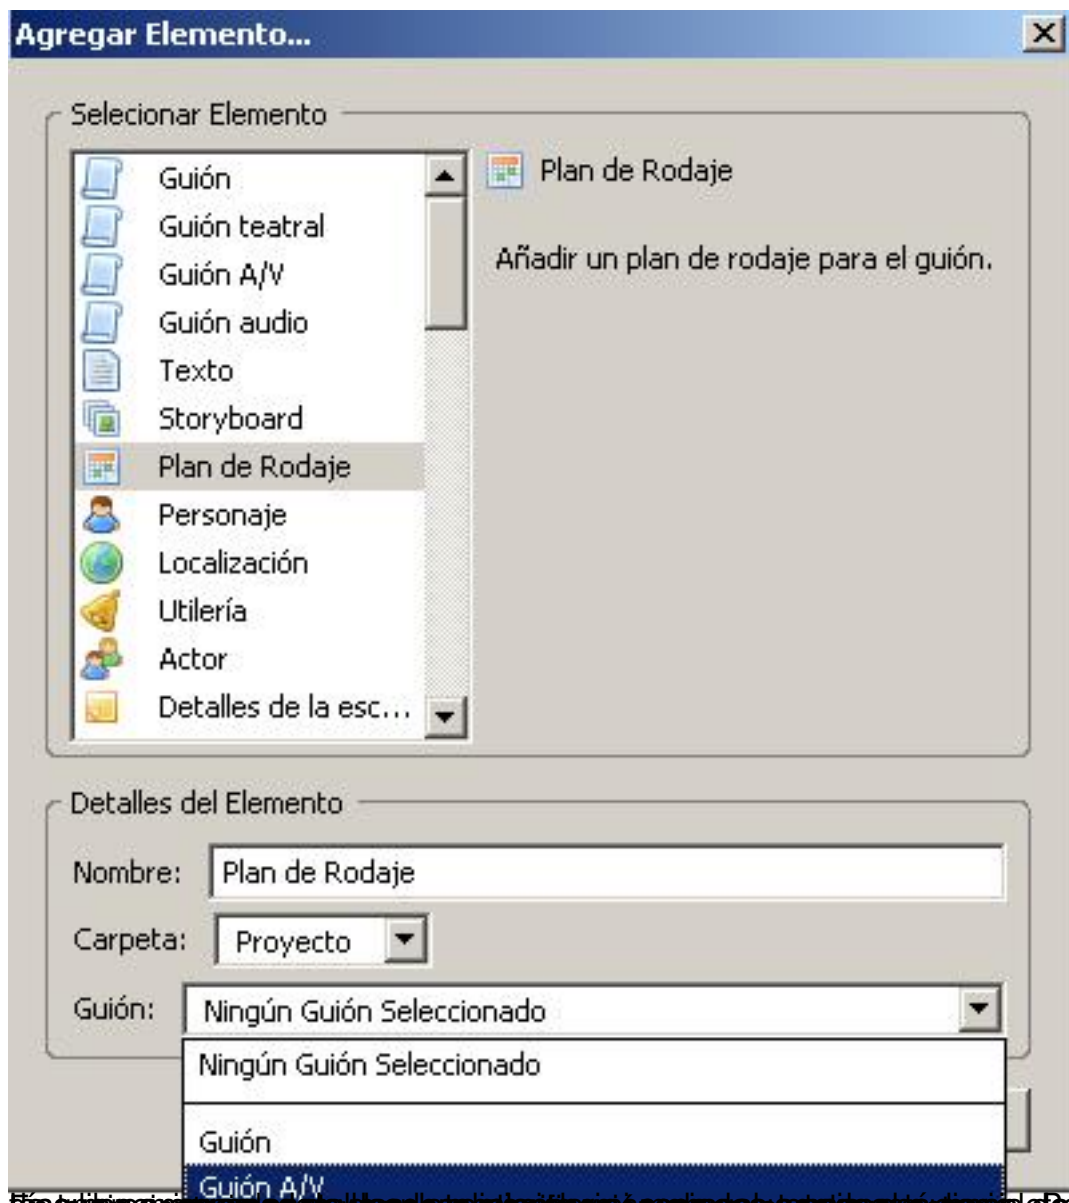 Agregar Elemento...
Selecionar Elemento
Guión
Guión teatral
Guión A/V
Guión audio
Texto
Storyboard
Plan de Rodaje
Personaje
Localización
Utilería
Actor
Detalles de la esc...
Plan de Rodaje
Añadir un plan de rodaje para el guión.
Detalles del Elemento
Nombre: Plan de Rodaje
Carpeta: Proyecto
Guión: Ningún Guión Seleccionado
Ningún Guión Seleccionado
Guión
Guión A/V